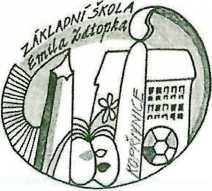 ZÁKLADNÍ ŠKOLA
Emila Zátopka
KOPŘIVNICE